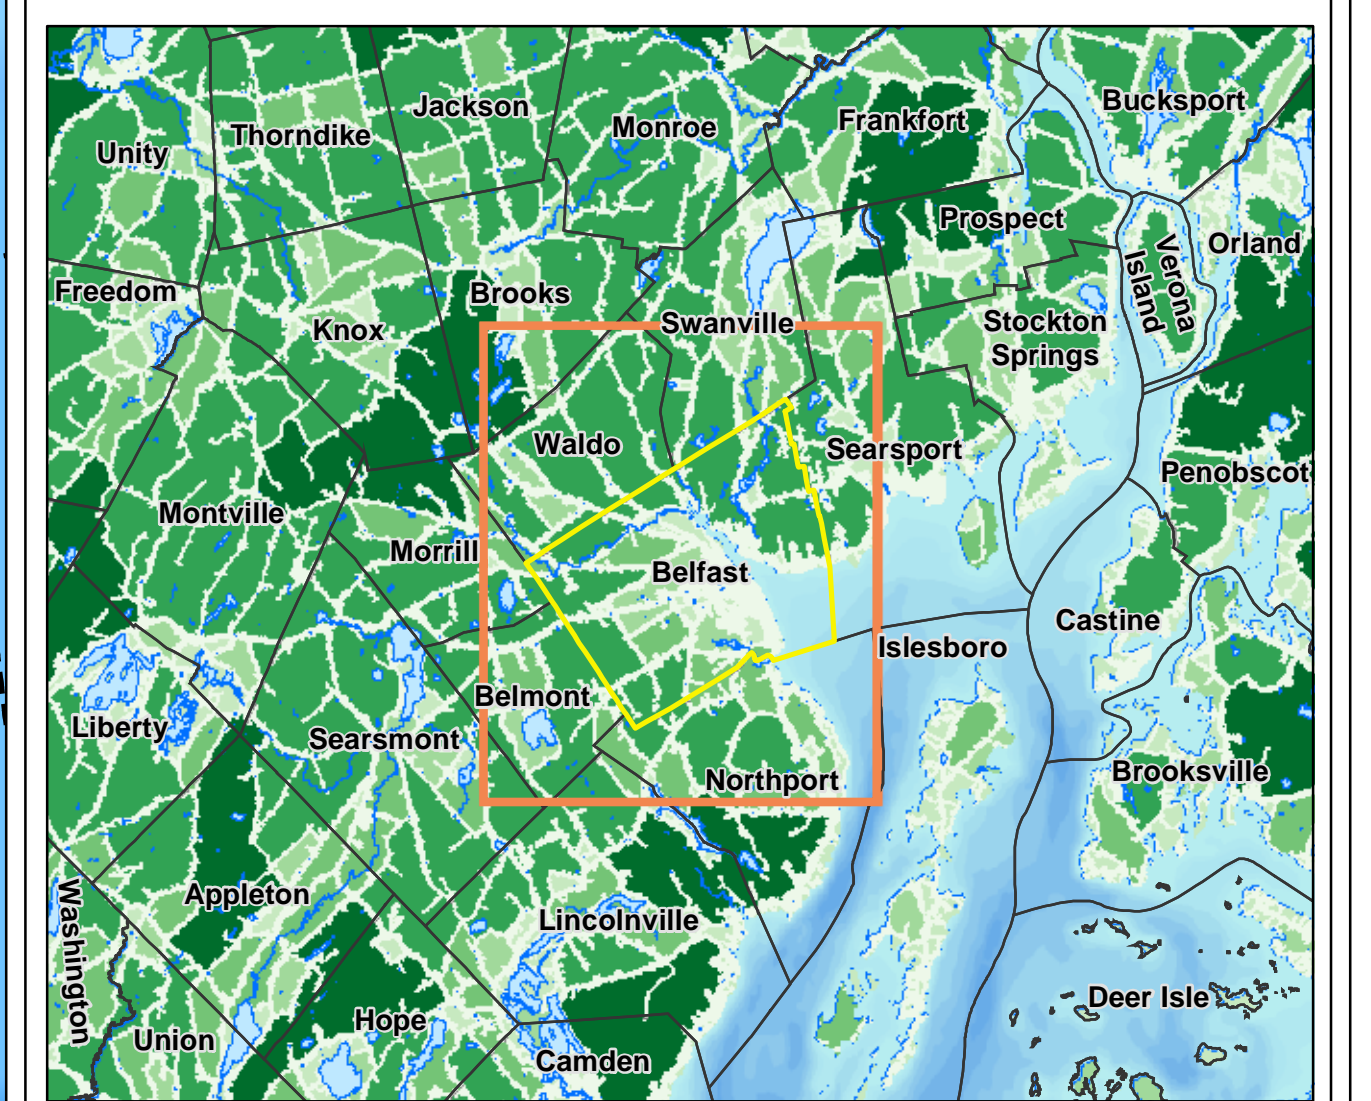 Jackson
Bucksport
Thorndike
Monroe
Frankfort
Unity
Prospect
Verona
Island
Orland
Freedom
Brooks
Knox
Swanville
Stockton
Springs
Waldo
Searsport
Penobscot
Montville
Morrill
Belfast
Castine
Islesboro
Belmont
Liberty
Searsmont
Northport
Brooksville
Appleton
Washington
Lincolnville
Deer Isle
Hope
Union
Camden